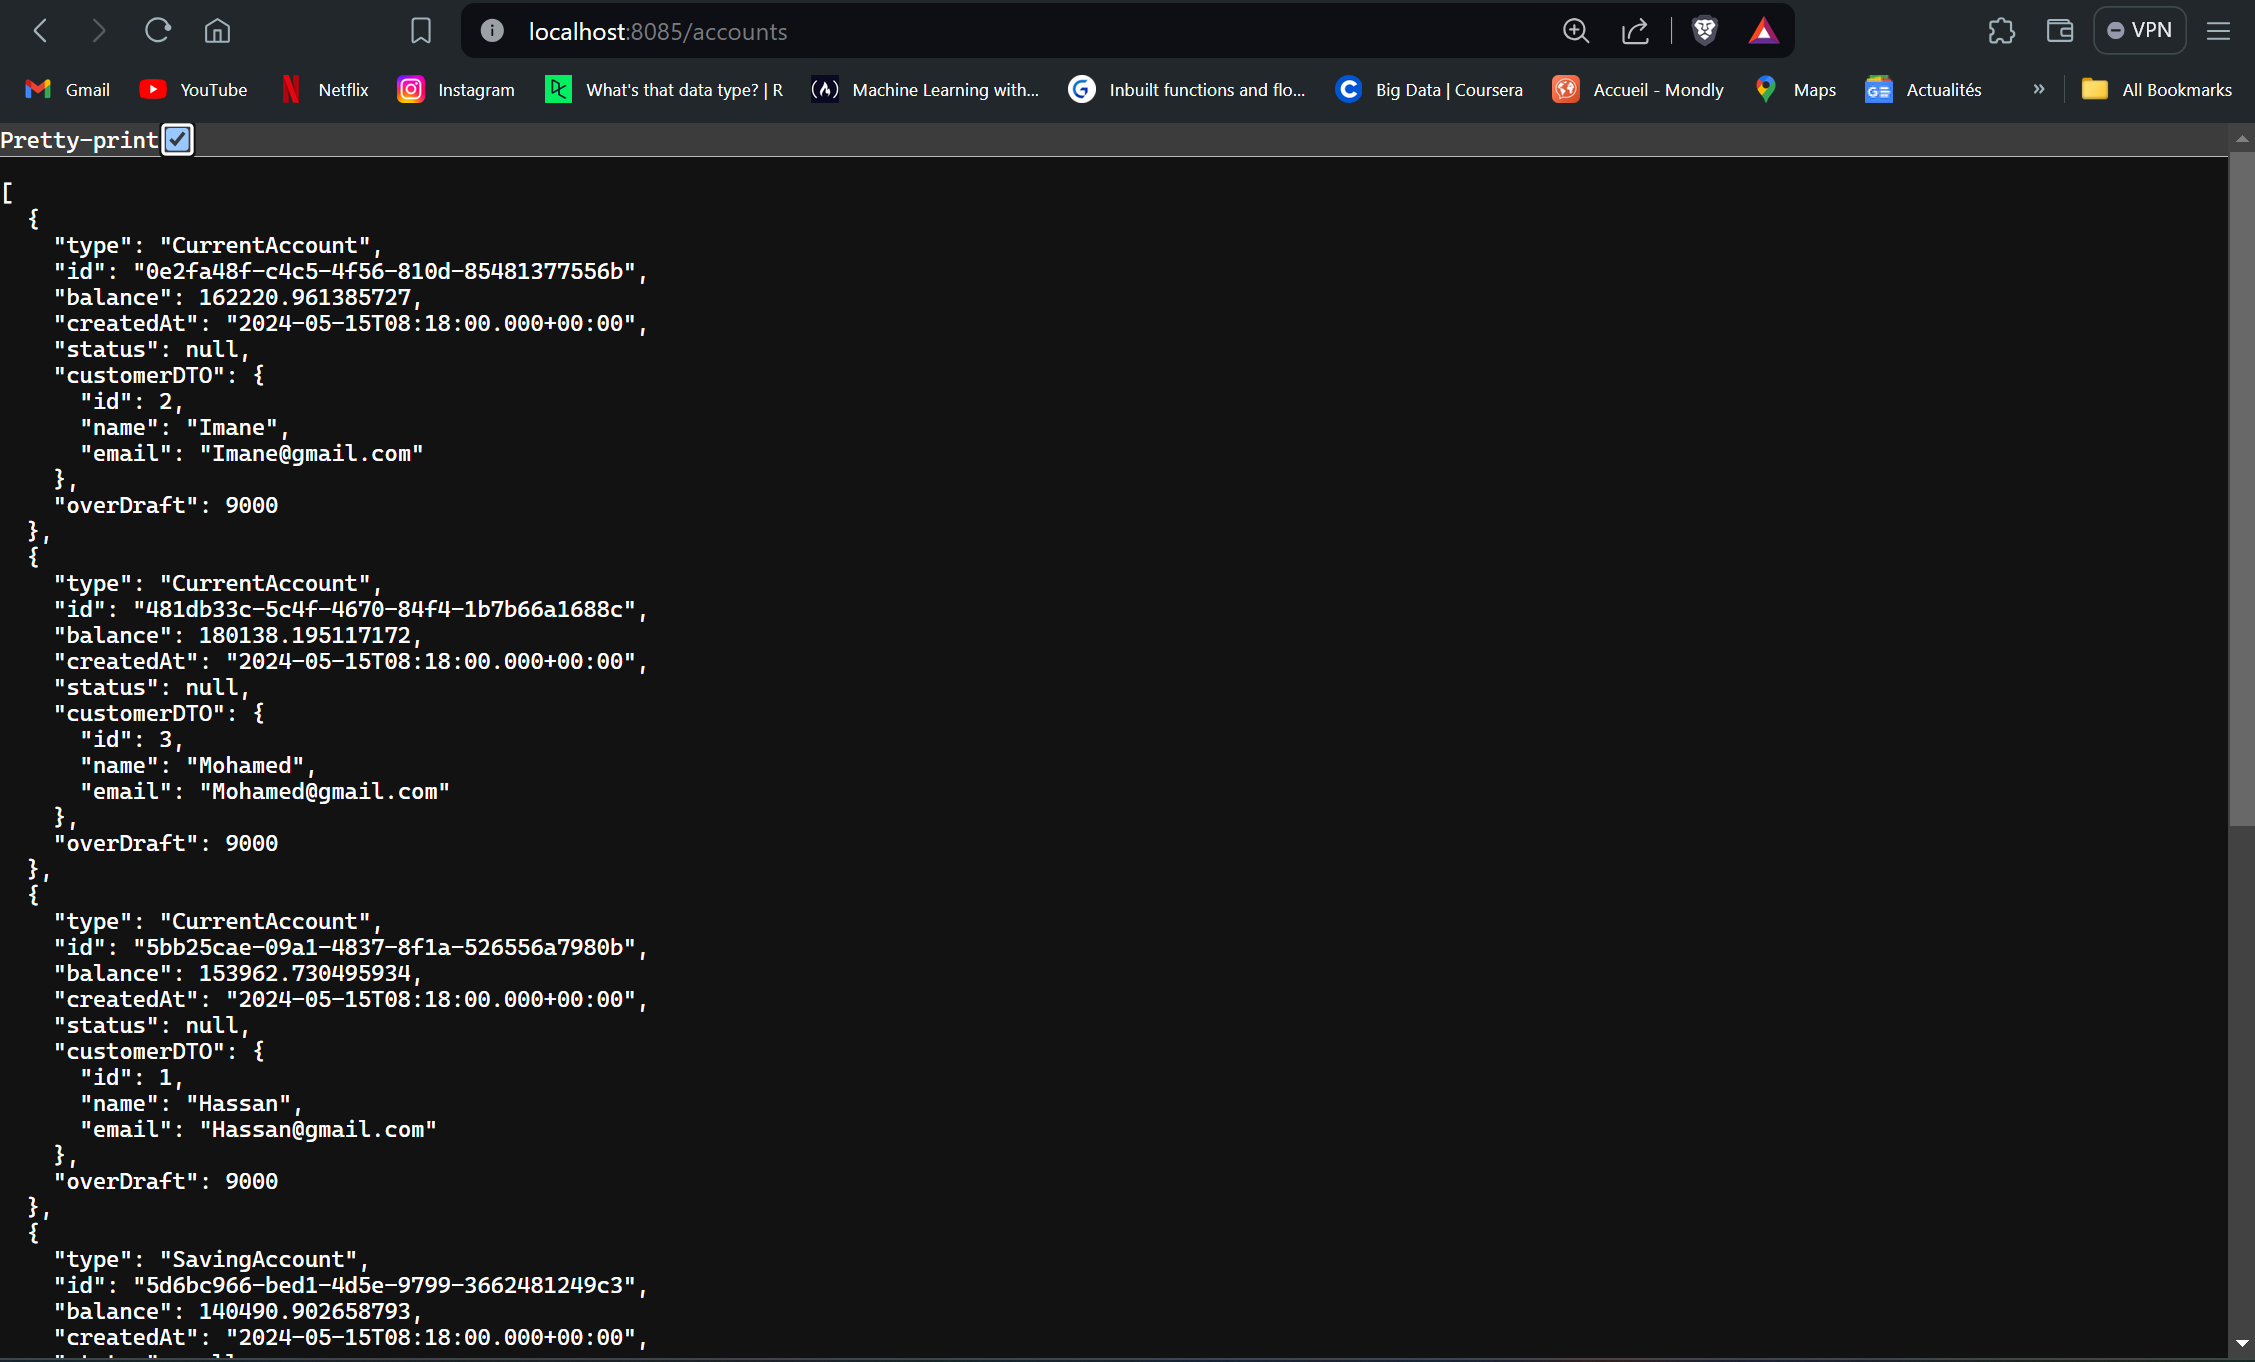 localhost:8085/accounts
VPN
Gmail YouTube Netflix Instagram What's that data type? | R Machine Learning with... Inbuilt functions and flo... Big Data | Coursera Accueil - Mondly Maps Actualités » All Bookmarks
Pretty-print
[
  {
    "type": "CurrentAccount",
    "id": "0e2fa48f-c4c5-4f56-810d-85481377556b",
    "balance": 162220.961385727,
    "createdAt": "2024-05-15T08:18:00.000+00:00",
    "status": null,
    "customerDTO": {
      "id": 2,
      "name": "Imane",
      "email": "Imane@gmail.com"
    },
    "overDraft": 9000
  },
  {
    "type": "CurrentAccount",
    "id": "481db33c-5c4f-4670-84f4-1b7b66a1688c",
    "balance": 180138.195117172,
    "createdAt": "2024-05-15T08:18:00.000+00:00",
    "status": null,
    "customerDTO": {
      "id": 3,
      "name": "Mohamed",
      "email": "Mohamed@gmail.com"
    },
    "overDraft": 9000
  },
  {
    "type": "CurrentAccount",
    "id": "5bb25cae-09a1-4837-8f1a-526556a7980b",
    "balance": 153962.730495934,
    "createdAt": "2024-05-15T08:18:00.000+00:00",
    "status": null,
    "customerDTO": {
      "id": 1,
      "name": "Hassan",
      "email": "Hassan@gmail.com"
    },
    "overDraft": 9000
  },
  {
    "type": "SavingAccount",
    "id": "5d6bc966-bed1-4d5e-9799-3662481249c3",
    "balance": 140490.902658793,
    "createdAt": "2024-05-15T08:18:00.000+00:00",